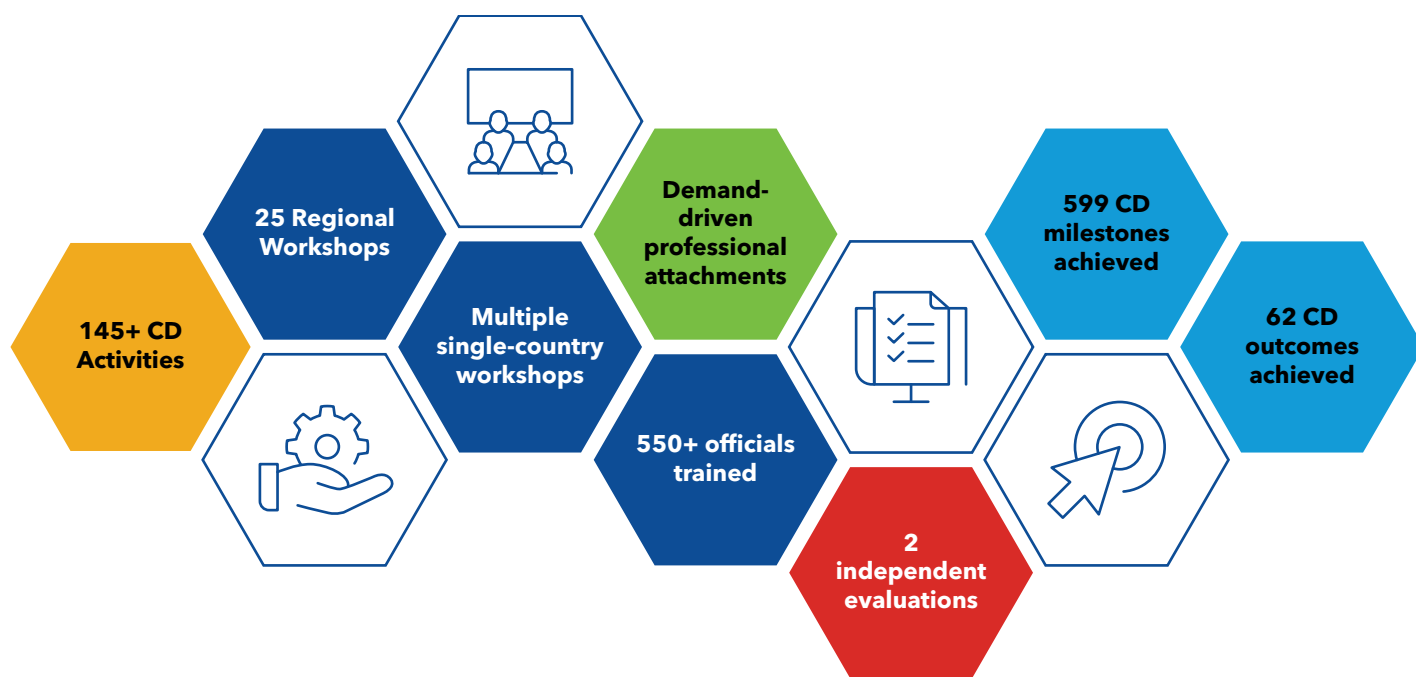 145+ CD
Activities
25 Regional
Workshops
Multiple
single-country
workshops
Demand-
driven
professional
attachments
550+ officials
trained
2
independent
evaluations
599 CD
milestones
achieved
62 CD
outcomes
achieved